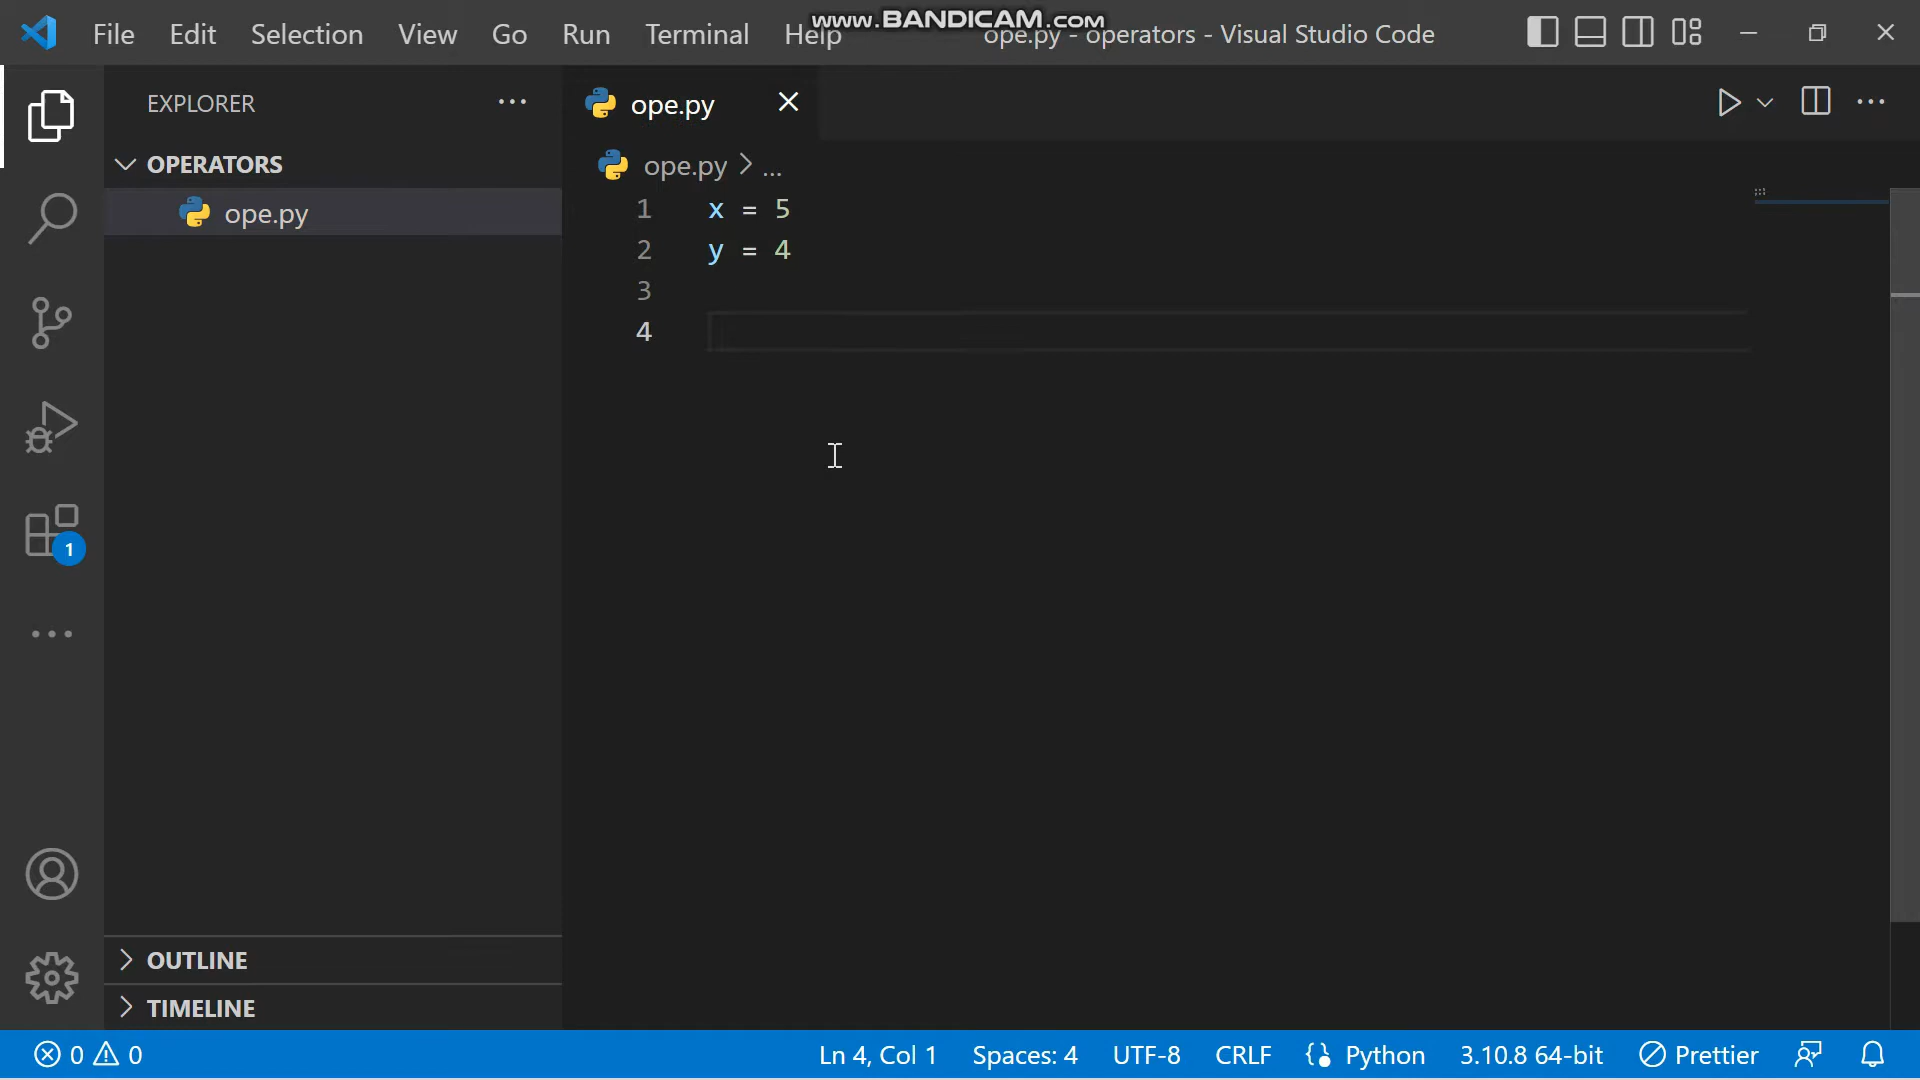 File Edit Selection View Go Run Terminal Help www.BANDICAM.com ope.py - operators - Visual Studio Code
EXPLORER
ope.py
OPERATORS
ope.py
ope.py > ...
1 x = 5
2 y = 4
3
4
1
OUTLINE
TIMELINE
0 0 Ln 4, Col 1 Spaces: 4 UTF-8 CRLF Python 3.10.8 64-bit Prettier